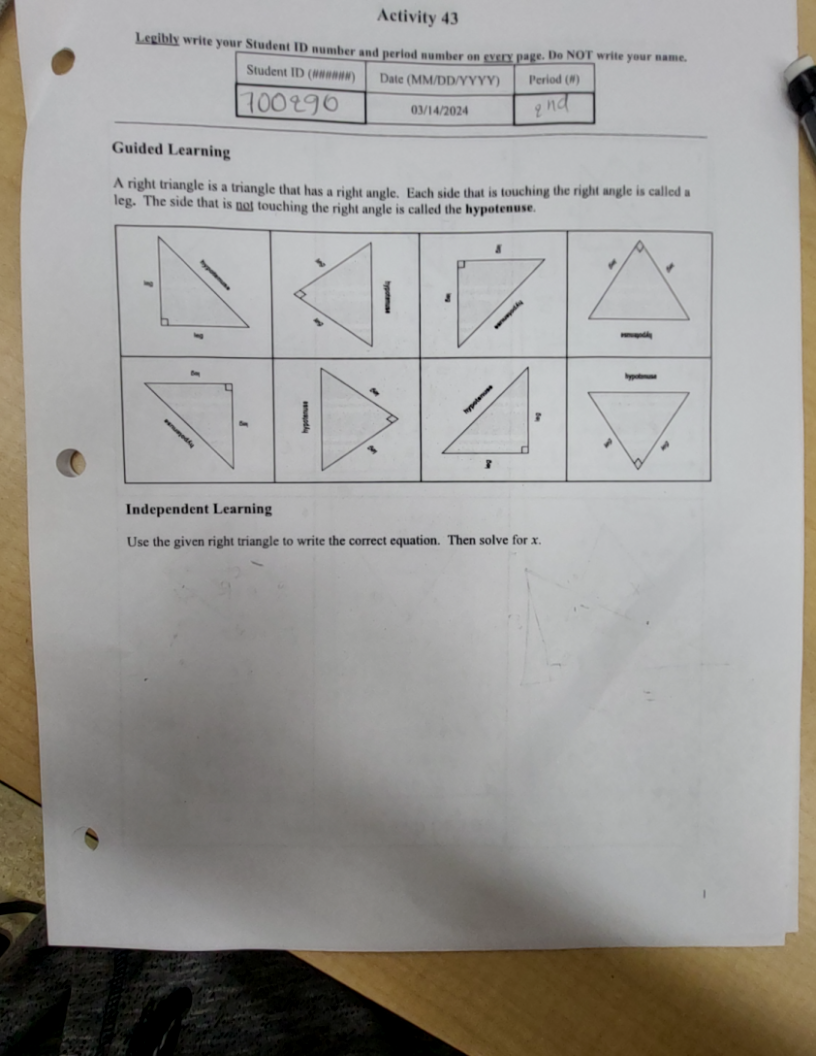 Activity 43
Legibly write your Student ID number and period number on every page. Do NOT write your name.
Student ID (######) Date (MM/DD/YYYY) Period (#)
700290 03/14/2024 2nd
Guided Learning
A right triangle is a triangle that has a right angle. Each side that is touching the right angle is called a
leg. The side that is not touching the right angle is called the hypotenuse.
leg hypotenuse leg
leg hypotenuse leg
leg leg hypotenuse
leg leg hypotenuse
leg leg hypotenuse
hypotenuse leg leg
hypotenuse leg leg
hypotenuse leg leg
Independent Learning
Use the given right triangle to write the correct equation. Then solve for x.
1